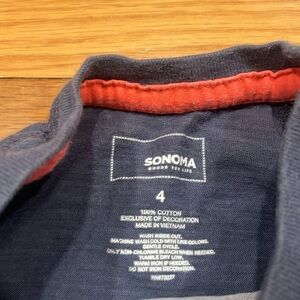 SONOMA
GOODS FOR LIFE
4
100% COTTON
EXCLUSIVE OF DECORATION
MADE IN VIETNAM
WASH INSIDE OUT.
MACHINE WASH COLD WITH LIKE COLORS.
GENTLE CYCLE.
ONLY NON-CHLORINE BLEACH WHEN NEEDED.
TUMBLE DRY LOW.
WARM IRON IF NEEDED.
DO NOT IRON DECORATION.